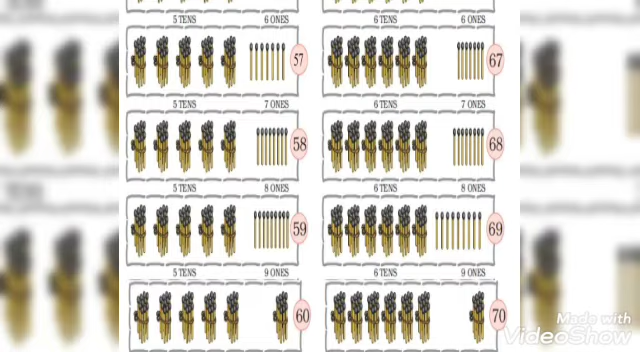 5 TENS 6 ONES 6 TENS 6 ONES
57 67
5 TENS 7 ONES 6 TENS 7 ONES
58 68
5 TENS 8 ONES 6 TENS 8 ONES
59 69
5 TENS 9 ONES 6 TENS 9 ONES
60 70
Made with
VideoShow